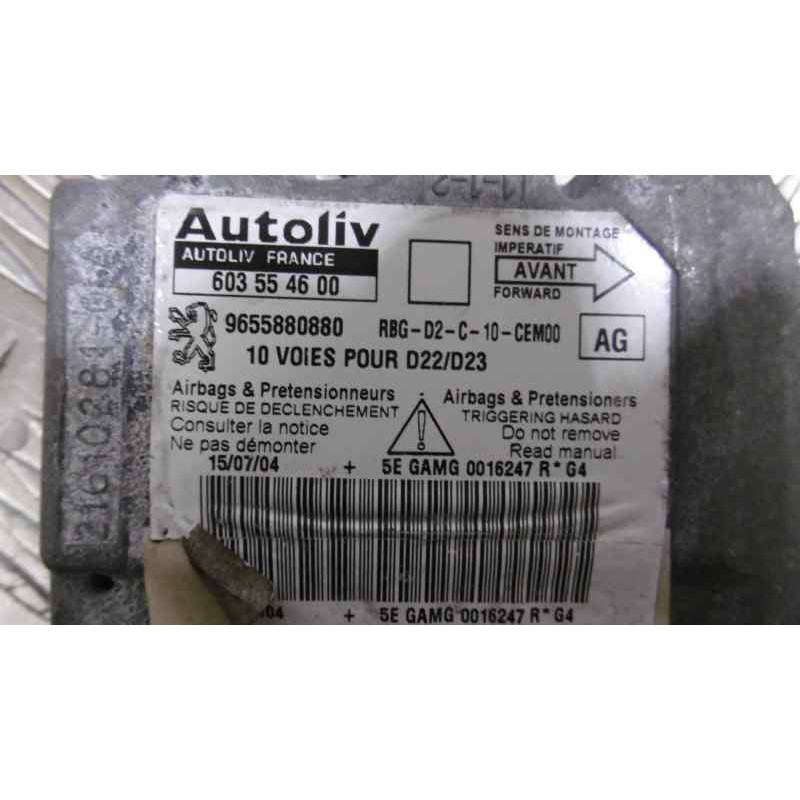 Autoliv
AUTOLIV FRANCE
603 55 46 00
SENS DE MONTAGE
IMPERATIF
AVANT
FORWARD
9655880880 RBG-D2-C-10-CEM00 AG
10 VOIES POUR D22/D23
Airbags & Pretensionneurs
RISQUE DE DECLENCHEMENT
Consulter la notice
Ne pas démonter
Airbags & Pretensioners
TRIGGERING HASARD
Do not remove
Read manual
15/07/04 + 5E GAMG 0016247 R*G4
04 + 5E GAMG 0016247 R*G4